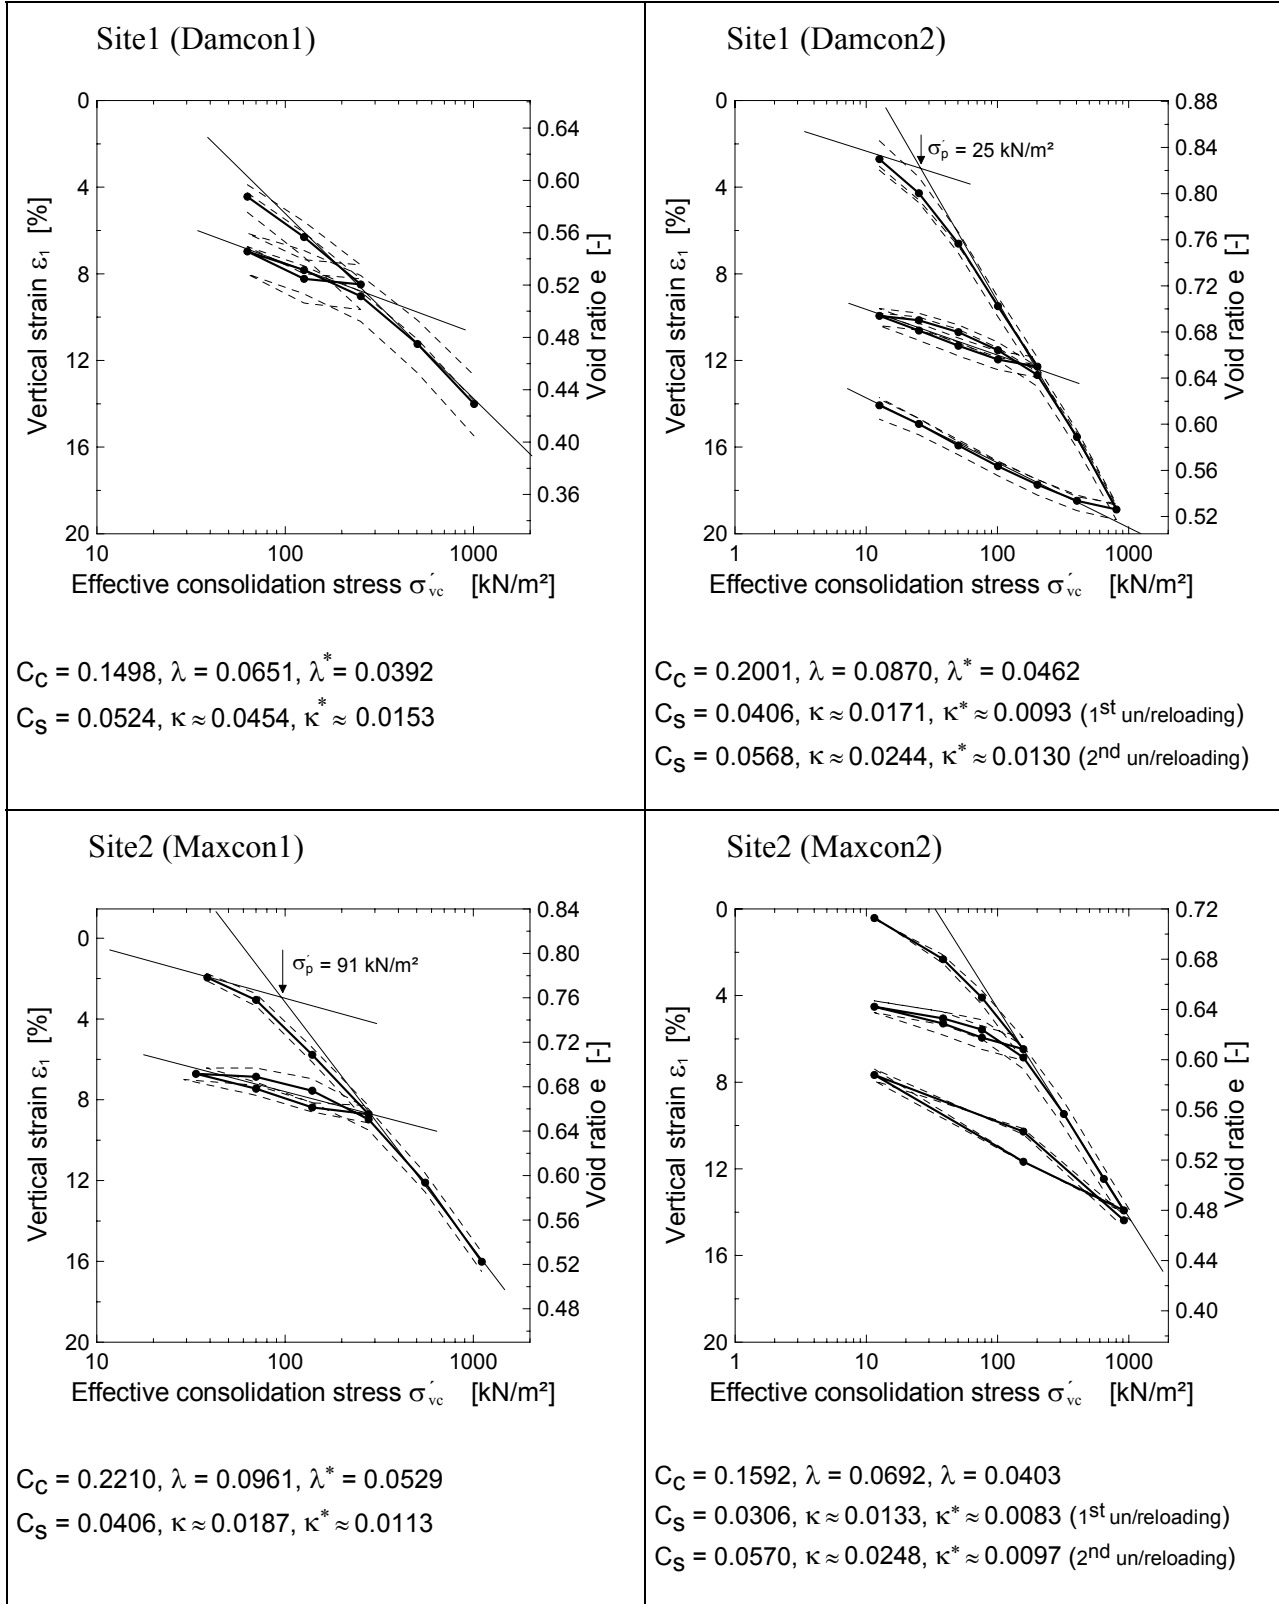 Site1 (Damcon1)
0
4
8
12
16
20
10
100
1000
0.64
0.60
0.56
0.52
0.48
0.44
0.40
0.36
Vertical strain ε₁ [%]
Void ratio e [-]
Effective consolidation stress σ´vc [kN/m²]
C_C = 0.1498, λ = 0.0651, λ* = 0.0392
C_S = 0.0524, κ ≈ 0.0454, κ* ≈ 0.0153
Site1 (Damcon2)
0
4
8
12
16
20
1
10
100
1000
0.88
0.84
0.80
0.76
0.72
0.68
0.64
0.60
0.56
0.52
σ´p = 25 kN/m²
Vertical strain ε₁ [%]
Void ratio e [-]
Effective consolidation stress σ´vc [kN/m²]
C_C = 0.2001, λ = 0.0870, λ* = 0.0462
C_S = 0.0406, κ ≈ 0.0171, κ* ≈ 0.0093 (1st un/reloading)
C_S = 0.0568, κ ≈ 0.0244, κ* ≈ 0.0130 (2nd un/reloading)
Site2 (Maxcon1)
0
4
8
12
16
20
10
100
1000
0.84
0.80
0.76
0.72
0.68
0.64
0.60
0.56
0.52
0.48
σ´p = 91 kN/m²
Vertical strain ε₁ [%]
Void ratio e [-]
Effective consolidation stress σ´vc [kN/m²]
C_C = 0.2210, λ = 0.0961, λ* = 0.0529
C_S = 0.0406, κ ≈ 0.0187, κ* ≈ 0.0113
Site2 (Maxcon2)
0
4
8
12
16
20
1
10
100
1000
0.72
0.68
0.64
0.60
0.56
0.52
0.48
0.44
0.40
Vertical strain ε₁ [%]
Void ratio e [-]
Effective consolidation stress σ´vc [kN/m²]
C_C = 0.1592, λ = 0.0692, λ = 0.0403
C_S = 0.0306, κ ≈ 0.0133, κ* ≈ 0.0083 (1st un/reloading)
C_S = 0.0570, κ ≈ 0.0248, κ* ≈ 0.0097 (2nd un/reloading)